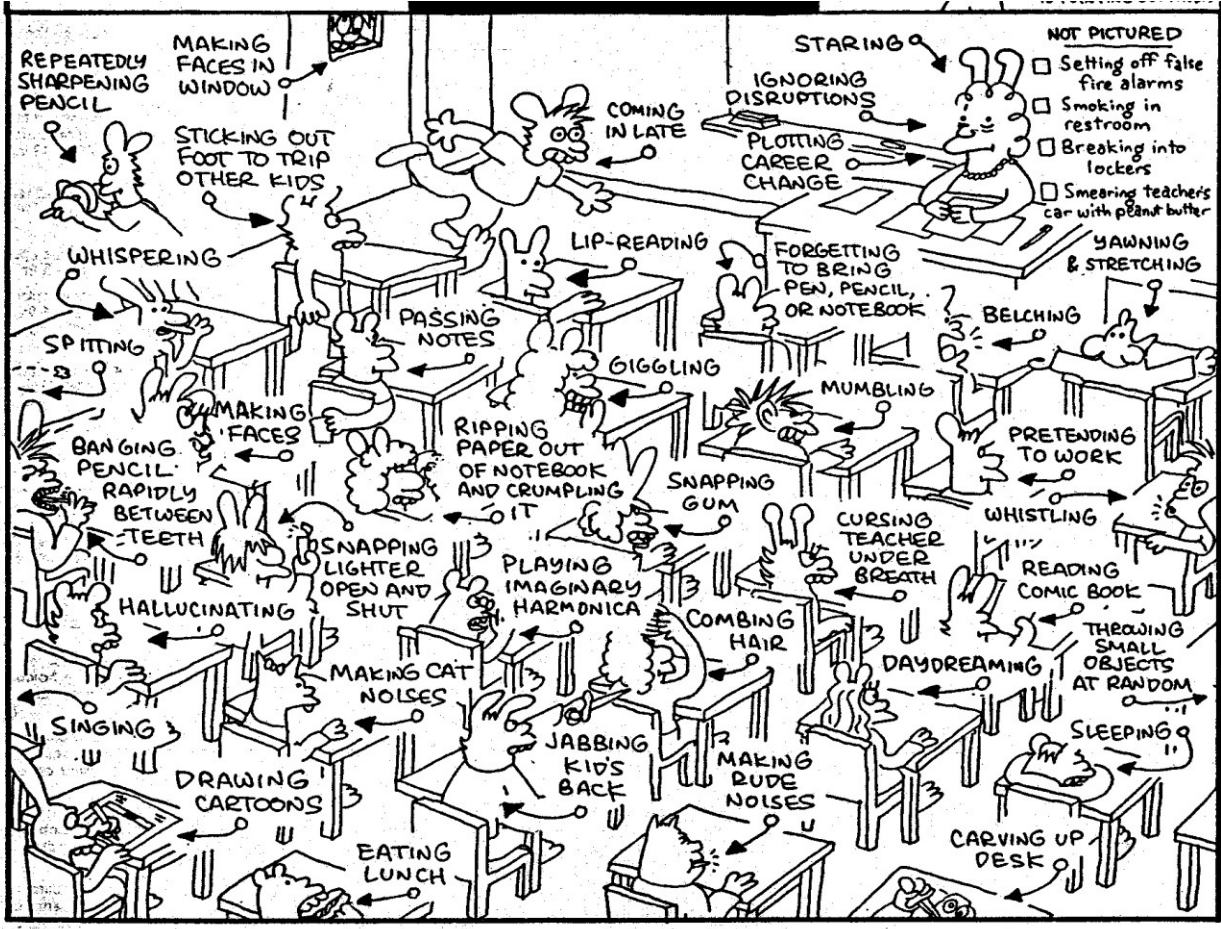 REPEATEDLY
SHARPENING
PENCIL
MAKING
FACES IN
WINDOW
STICKING OUT
FOOT TO TRIP
OTHER KIDS
COMING
IN LATE
STARING
IGNORING
DISRUPTIONS
PLOTTING
CAREER
CHANGE
NOT PICTURED
Setting off false
fire alarms
Smoking in
restroom
Breaking into
lockers
Smearing teachers
car with peanut butter
WHISPERING
LIP-READING
FORGETTING
TO BRING
PEN, PENCIL,
OR NOTEBOOK
YAWNING
& STRETCHING
SPITTING
PASSING
NOTES
GIGGLING
BELCHING
MUMBLING
MAKING
FACES
BANGING
PENCIL
RAPIDLY
BETWEEN
TEETH
RIPPING
PAPER OUT
OF NOTEBOOK
AND CRUMPLING
IT
SNAPPING
GUM
PRETENDING
TO WORK
WHISTLING
SNAPPING
LIGHTER
OPEN AND
SHUT
PLAYING
IMAGINARY
HARMONICA
CURSING
TEACHER
UNDER
BREATH
READING
COMIC BOOK
HALLUCINATING
COMBING
HAIR
THROWING
SMALL
OBJECTS
AT RANDOM
MAKING CAT
NOISES
DAYDREAMING
SINGING
JABBING
KID'S
BACK
MAKING
RUDE
NOISES
SLEEPING
DRAWING
CARTOONS
EATING
LUNCH
CARVING UP
DESK